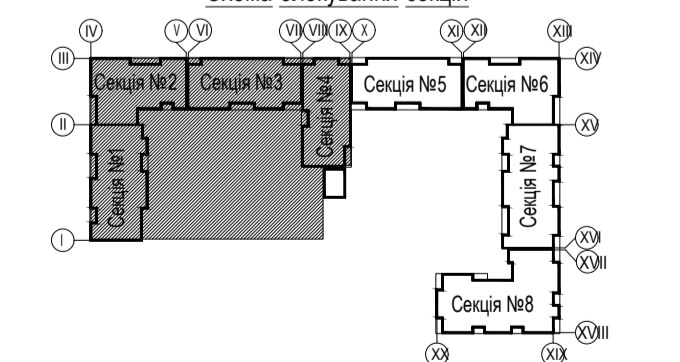 Схема блокування секцій
IV V VI VII VIII IX X XI XII XIII
III XIV
Секція №2 Секція №3 Секція №4 Секція №5 Секція №6
II XV
Секція №1 Секція №7
I XVI
XVII
Секція №8
XVIII
XX XIX